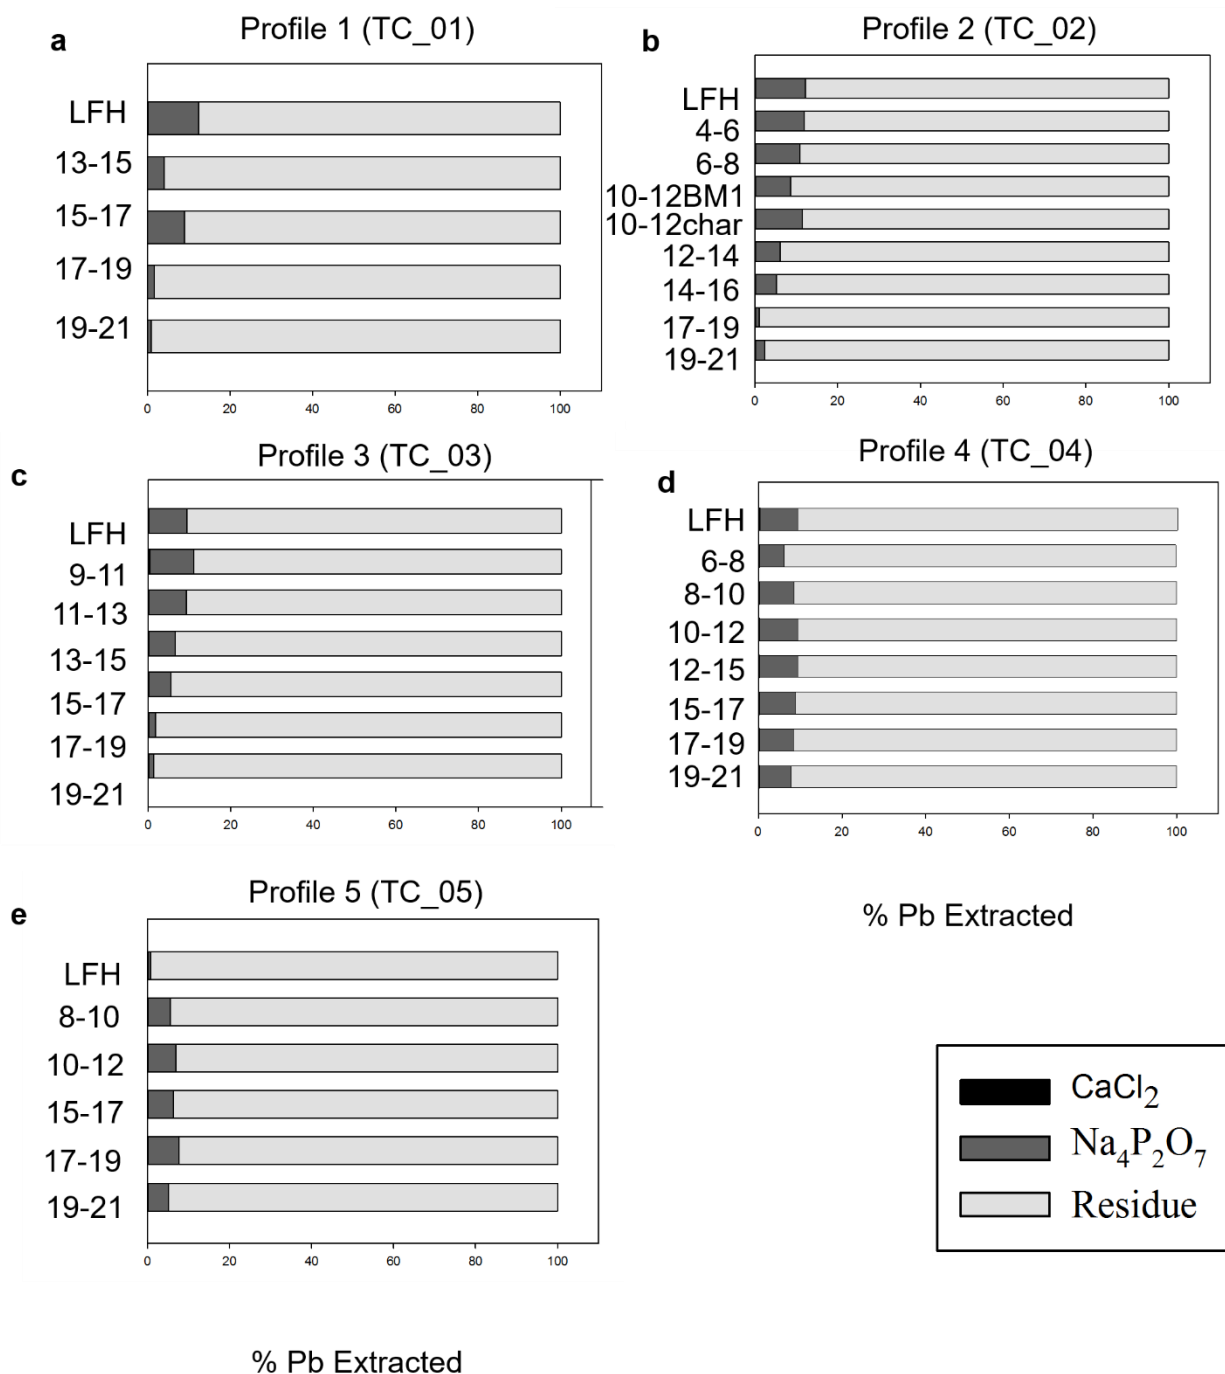 a
Profile 1 (TC_01)
LFH
13-15
15-17
17-19
19-21
0 20 40 60 80 100
b
Profile 2 (TC_02)
LFH
4-6
6-8
10-12BM1
10-12char
12-14
14-16
17-19
19-21
0 20 40 60 80 100
c
Profile 3 (TC_03)
LFH
9-11
11-13
13-15
15-17
17-19
19-21
0 20 40 60 80 100
d
Profile 4 (TC_04)
LFH
6-8
8-10
10-12
12-15
15-17
17-19
19-21
0 20 40 60 80 100
% Pb Extracted
e
Profile 5 (TC_05)
LFH
8-10
10-12
15-17
17-19
19-21
0 20 40 60 80 100
% Pb Extracted
CaCl₂
Na₄P₂O₇
Residue